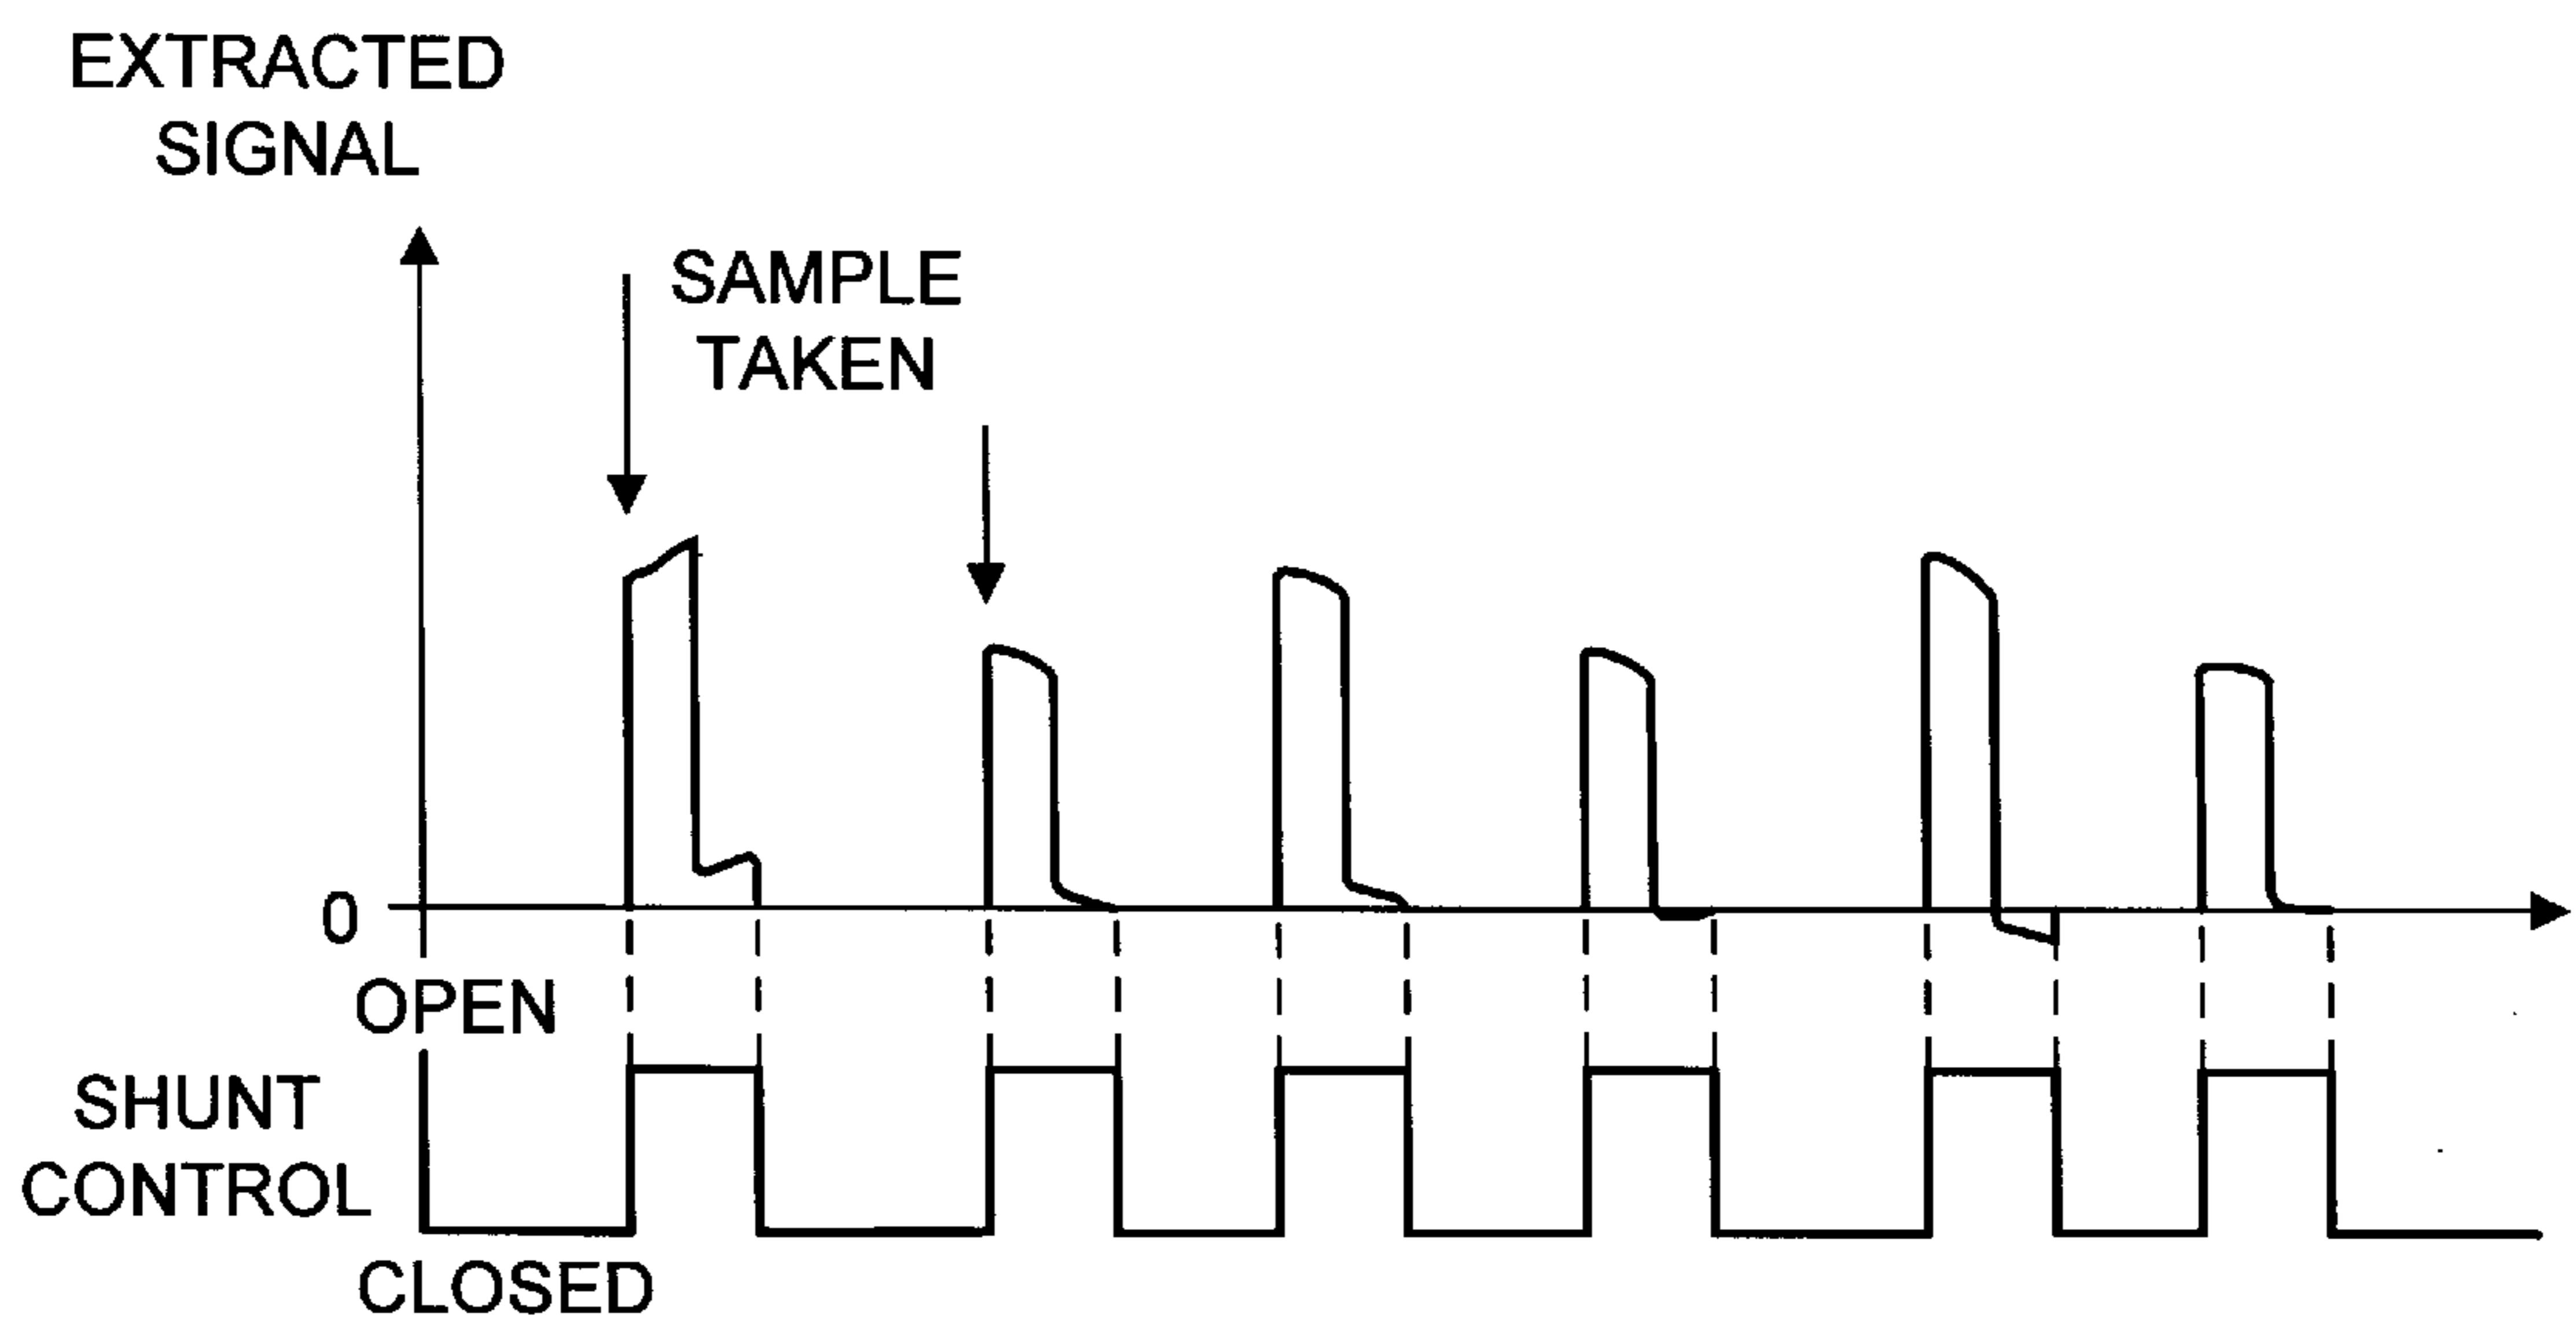 EXTRACTED
SIGNAL
SAMPLE
TAKEN
0
OPEN
SHUNT
CONTROL
CLOSED